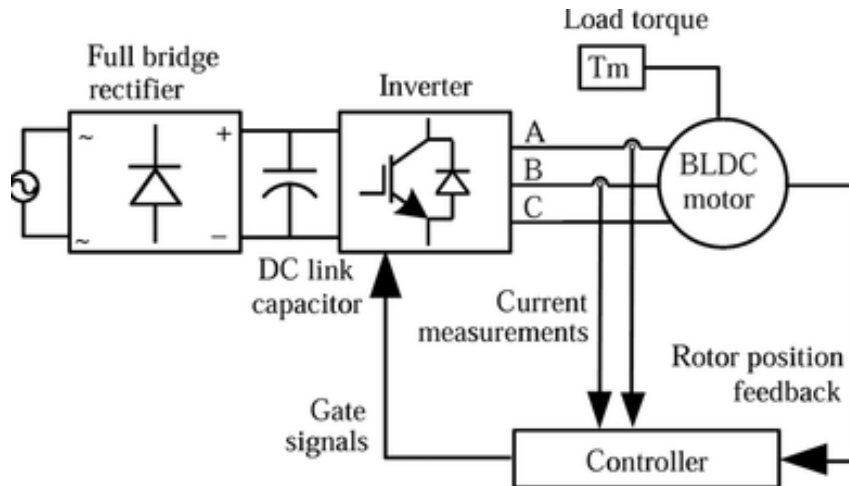 Load torque
Tm
Full bridge
rectifier
Inverter
~
+
~
−
A
B
C
BLDC
motor
DC link
capacitor
Current
measurements
Rotor position
feedback
Gate
signals
Controller